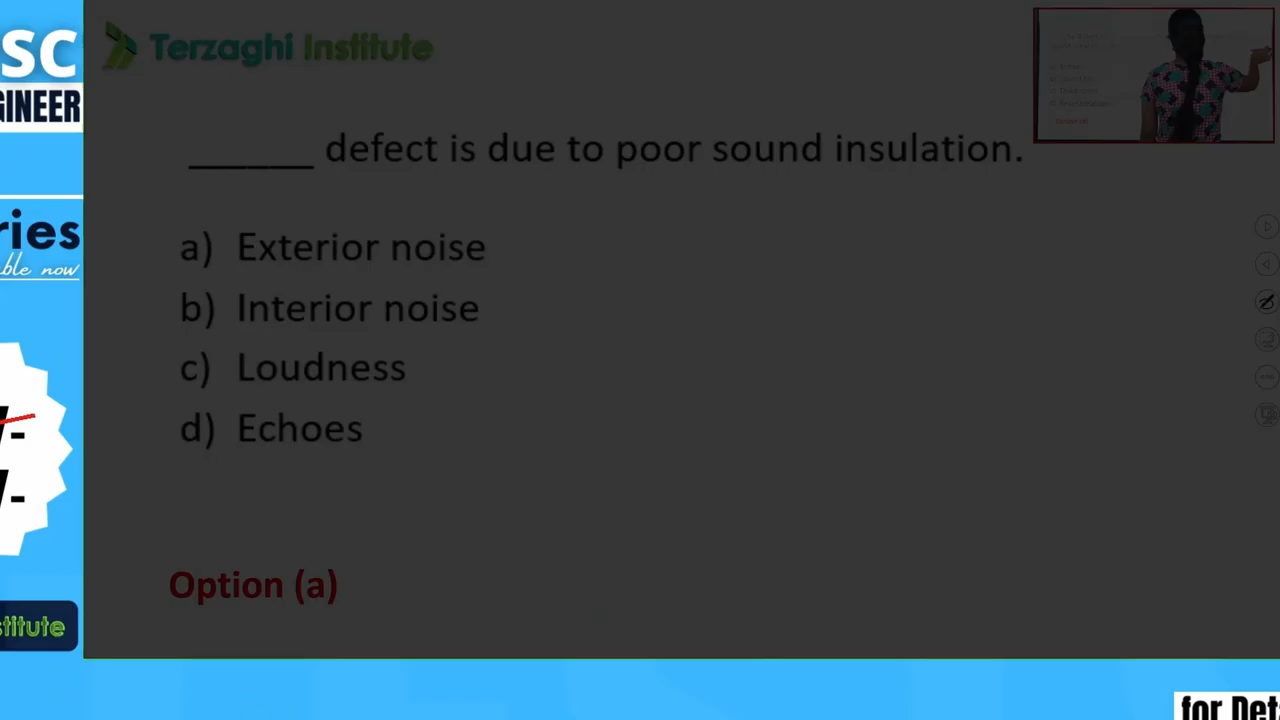 SC
GINEER
ries
ble now
/-
/-
stitute
Terzaghi Institute
______ defect is due to poor sound insulation.
a) Exterior noise
b) Interior noise
c) Loudness
d) Echoes
Option (a)
for Det